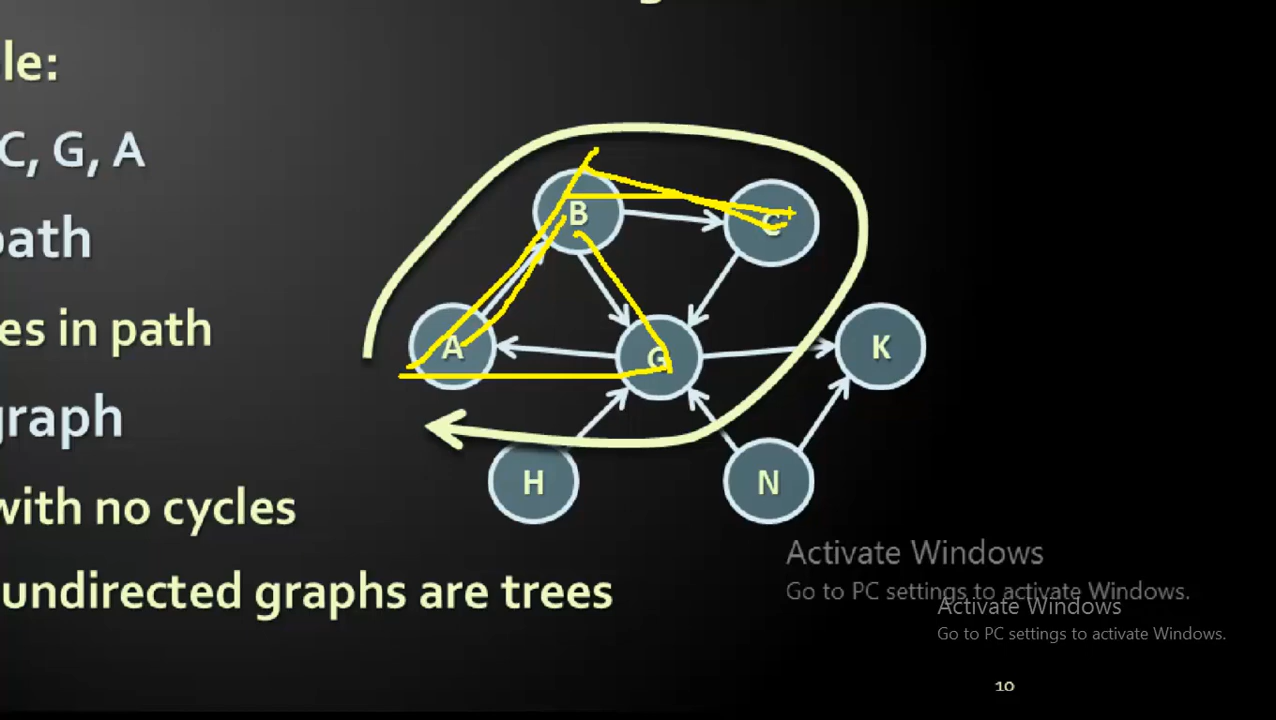 le:
C, G, A
path
es in path
graph
with no cycles
undirected graphs are trees
B
C
A
G
K
H
N
Activate Windows
Go to PC settings to activate Windows.
Activate Windows
Go to PC settings to activate Windows.
10